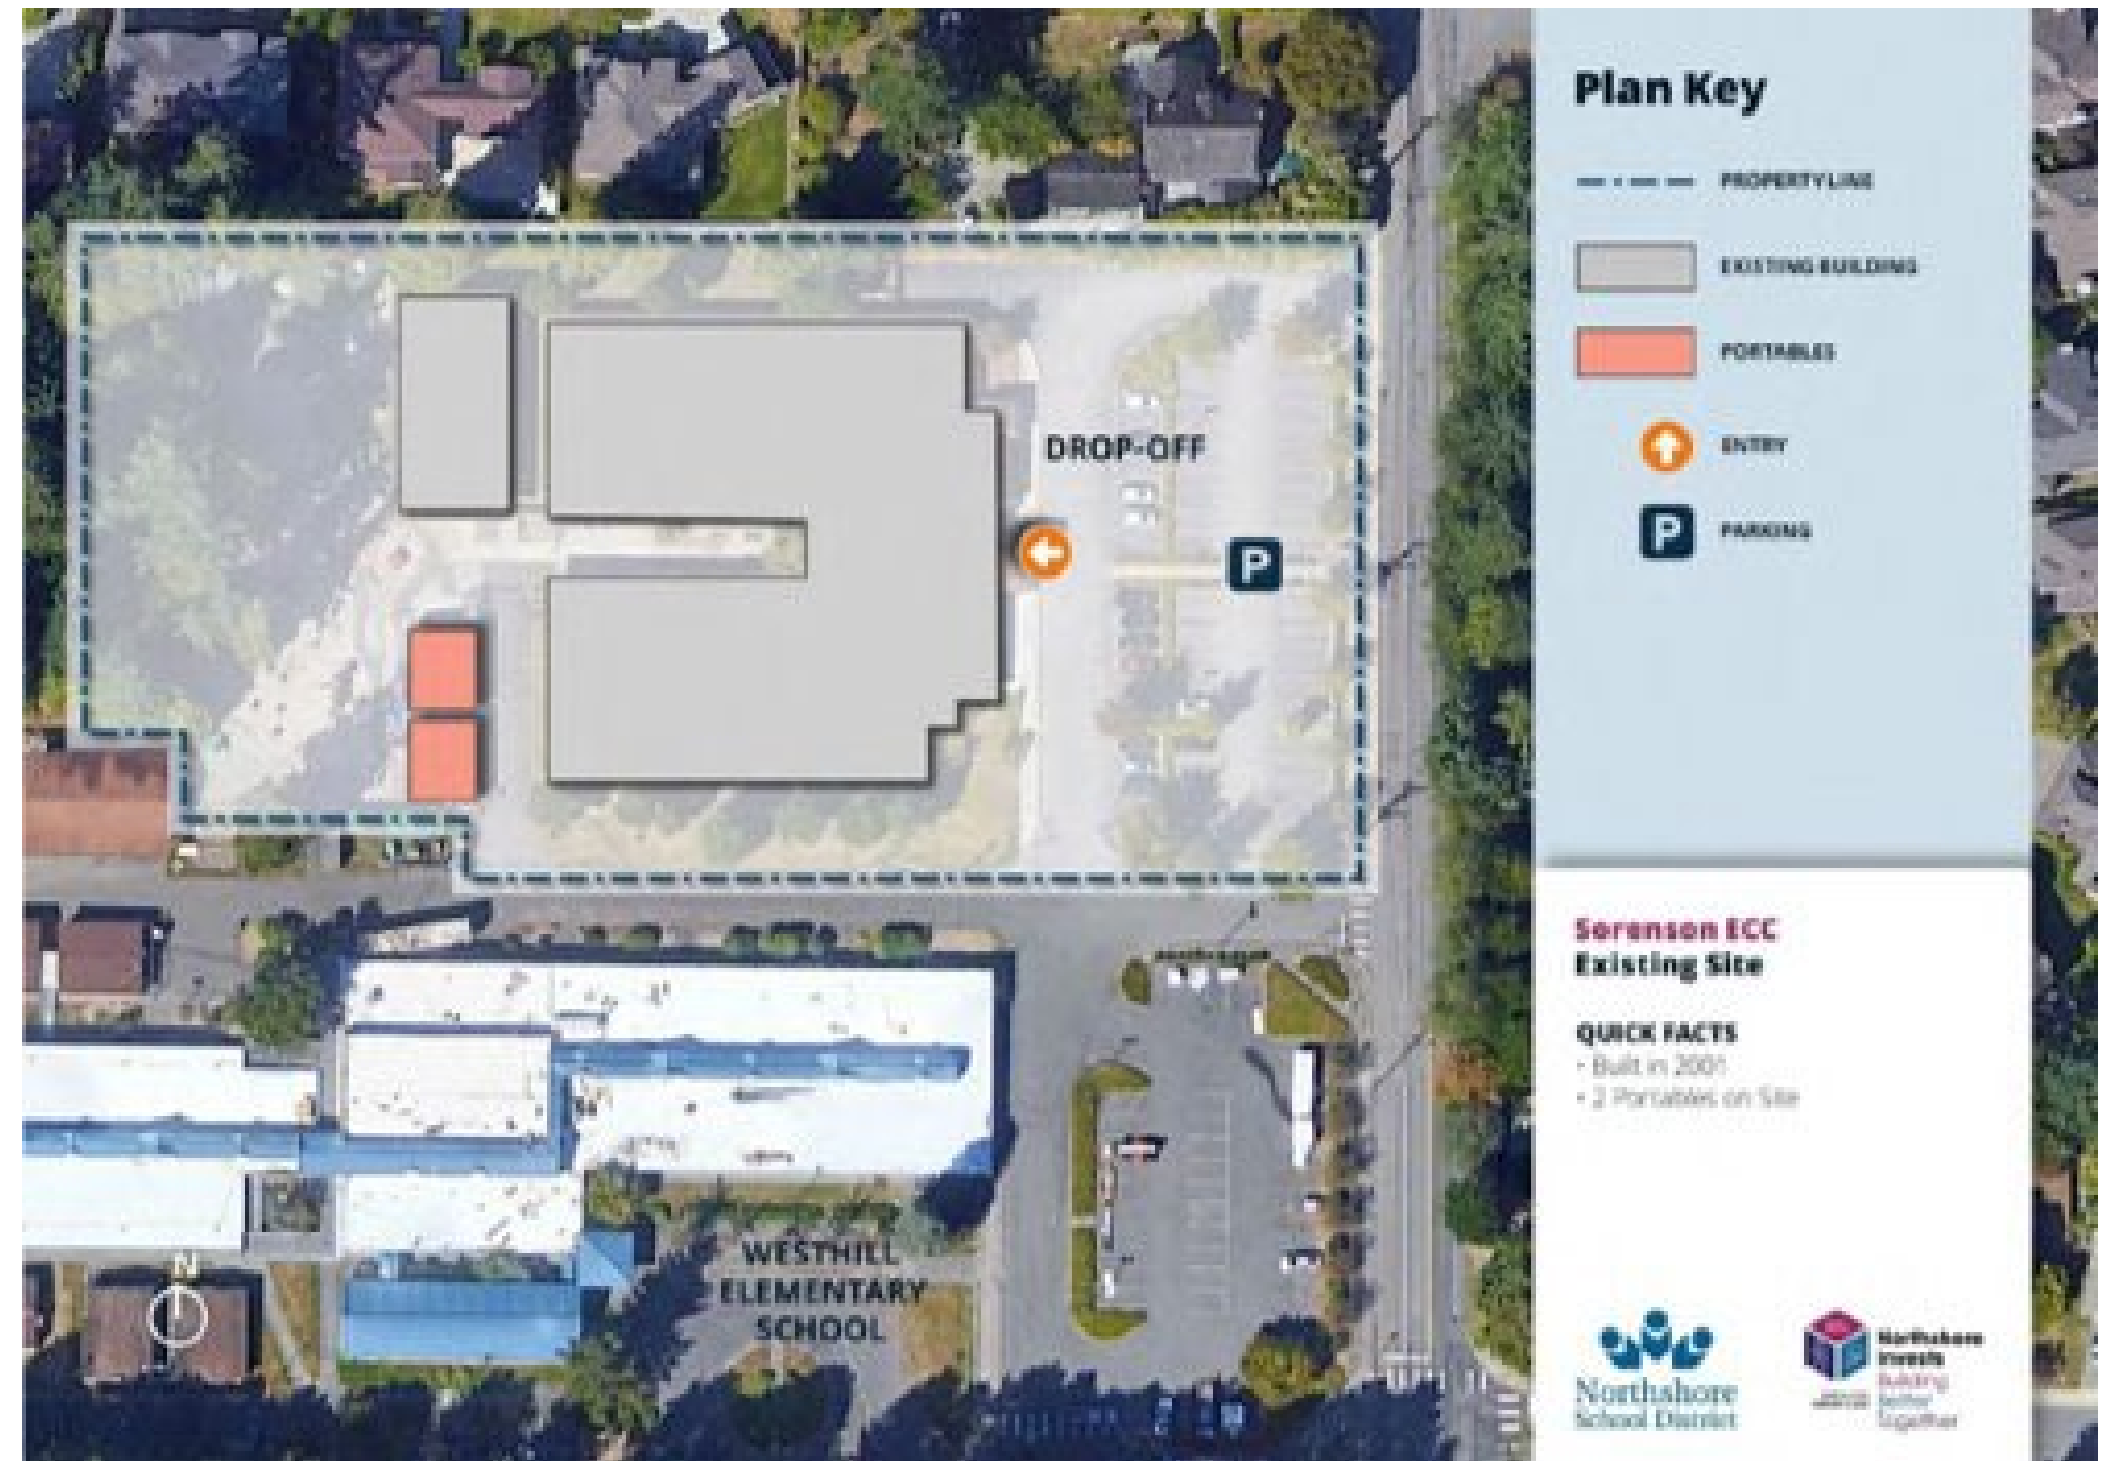 Plan Key
PROPERTY LINE
EXISTING BUILDING
PORTABLES
ENTRY
P
PARKING
DROP-OFF
P
WESTHILL
ELEMENTARY
SCHOOL
N
Sorenson ECC
Existing Site
QUICK FACTS
• Built in 2001
• 2 Portables on Site
Northshore
School District
Northshore
Invests
Building
Better
Together